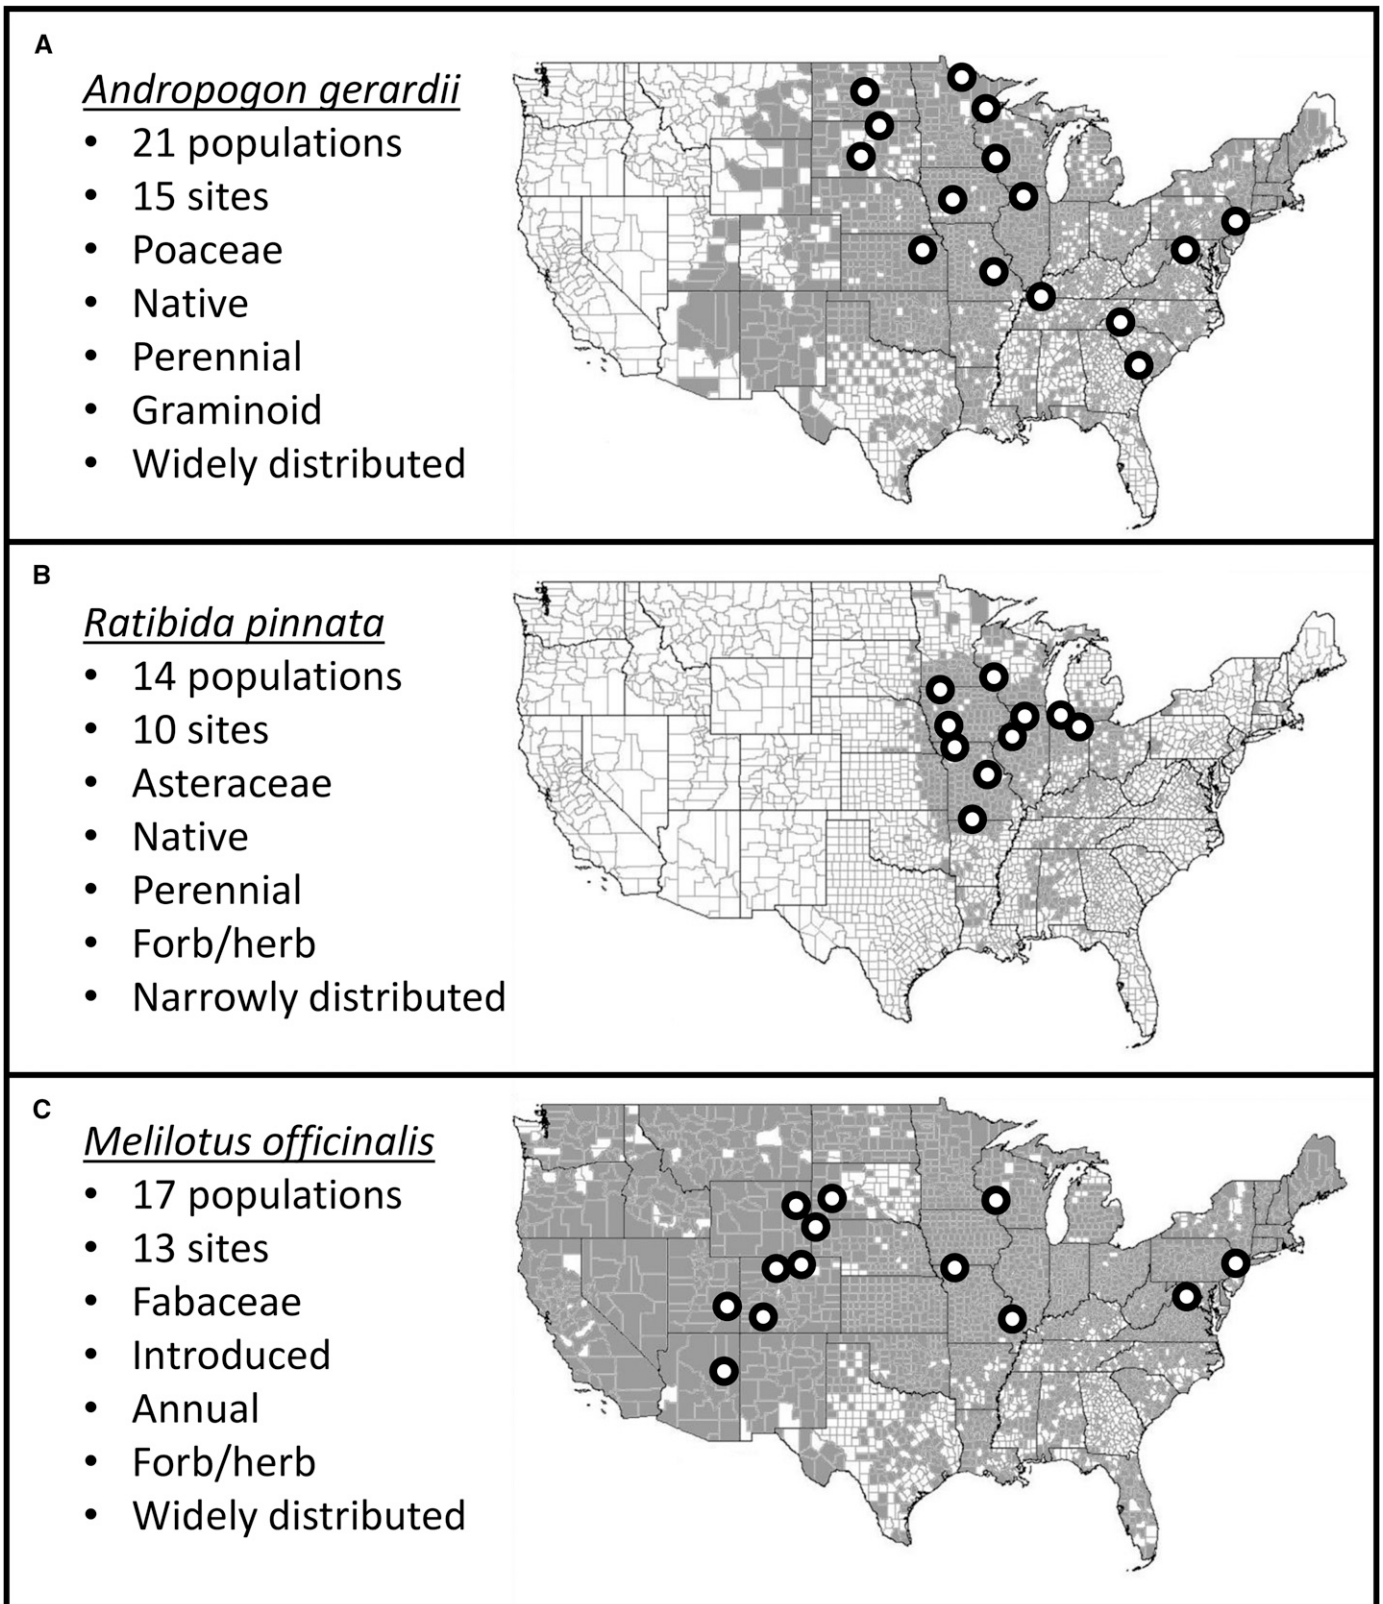 A
Andropogon gerardii
• 21 populations
• 15 sites
• Poaceae
• Native
• Perennial
• Graminoid
• Widely distributed
B
Ratibida pinnata
• 14 populations
• 10 sites
• Asteraceae
• Native
• Perennial
• Forb/herb
• Narrowly distributed
C
Melilotus officinalis
• 17 populations
• 13 sites
• Fabaceae
• Introduced
• Annual
• Forb/herb
• Widely distributed